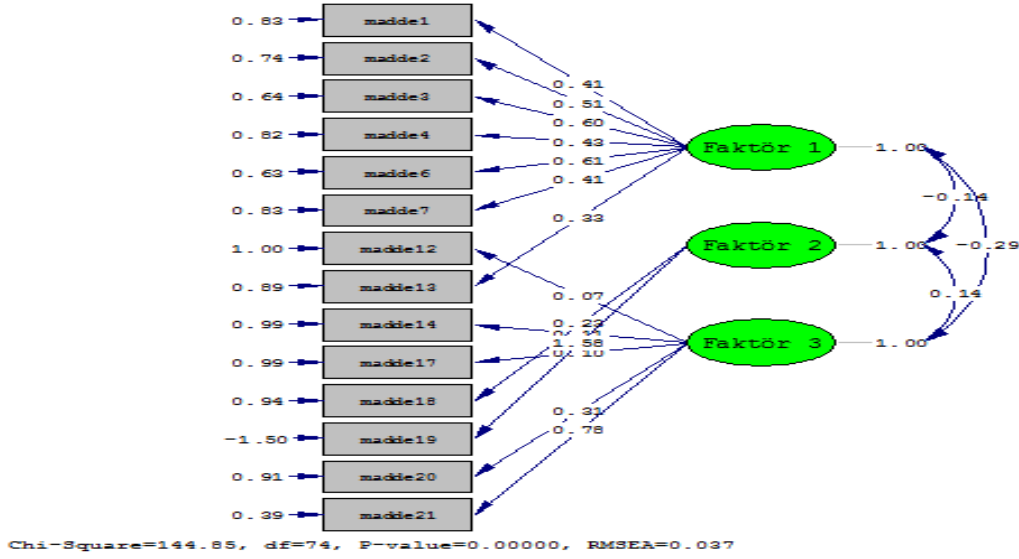 0.83 madde1
0.74 madde2
0.64 madde3
0.82 madde4
0.63 madde6
0.83 madde7
1.00 madde12
0.89 madde13
0.99 madde14
0.99 madde17
0.94 madde18
-1.50 madde19
0.91 madde20
0.39 madde21
0.41
0.51
0.60
0.43
0.61
0.41
0.33
0.07
0.23
1.58
0.10
0.31
0.78
Faktör 1 1.00
Faktör 2 1.00
Faktör 3 1.00
-0.14
-0.29
0.14
Chi-Square=144.85, df=74, P-value=0.00000, RMSEA=0.037